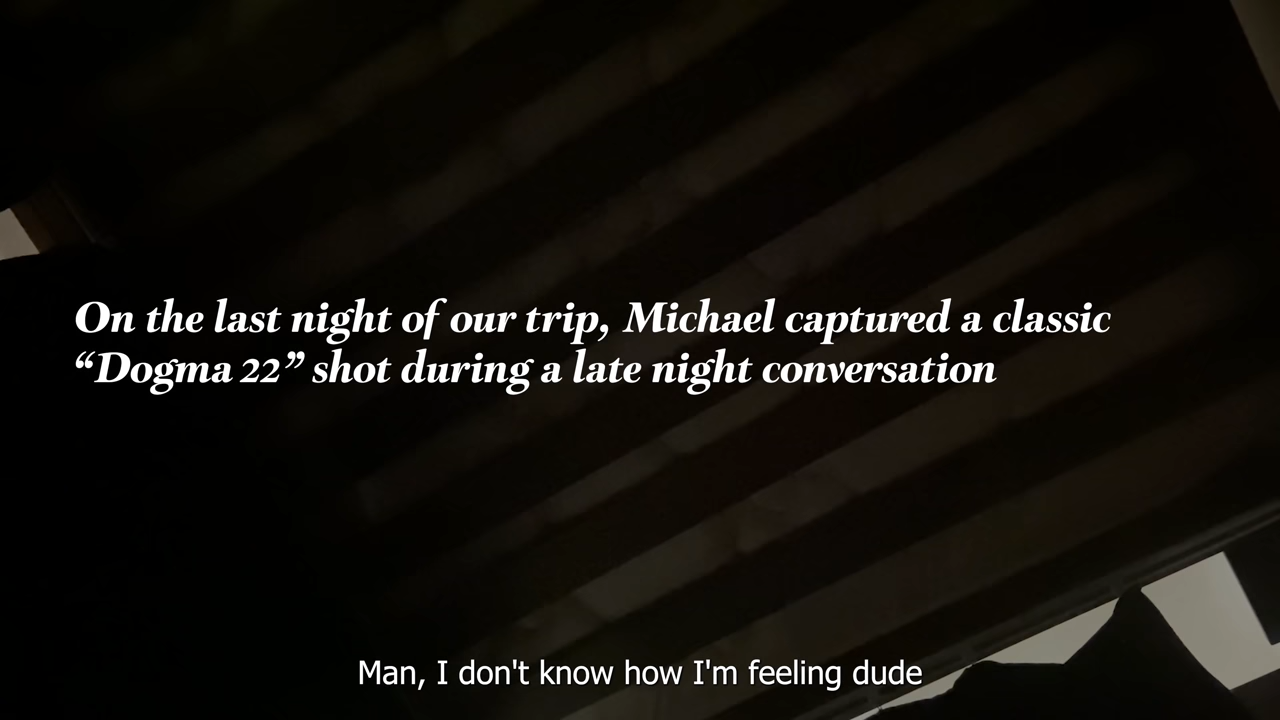 On the last night of our trip, Michael captured a classic
“Dogma 22” shot during a late night conversation
Man, I don't know how I'm feeling dude